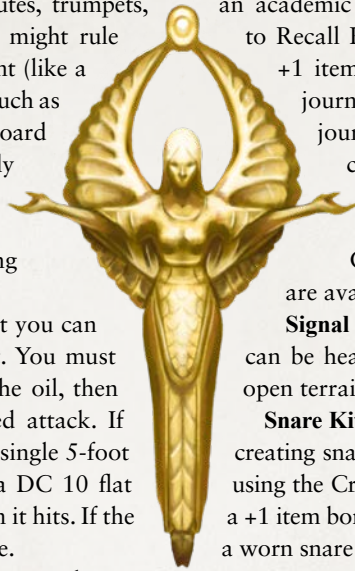 utes, trumpets,
might rule
nt (like a
such as
oard
ly
ng
t you can
. You must
he oil, then
ed attack. If
single 5-foot
a DC 10 flat
n it hits. If the
e.
an academic
to Recall
+1 item
journ
jour
c
are ava
Signal
can be hea
open terrai
Snare Ki
creating sna
using the Cr
a +1 item bon
a worn snare